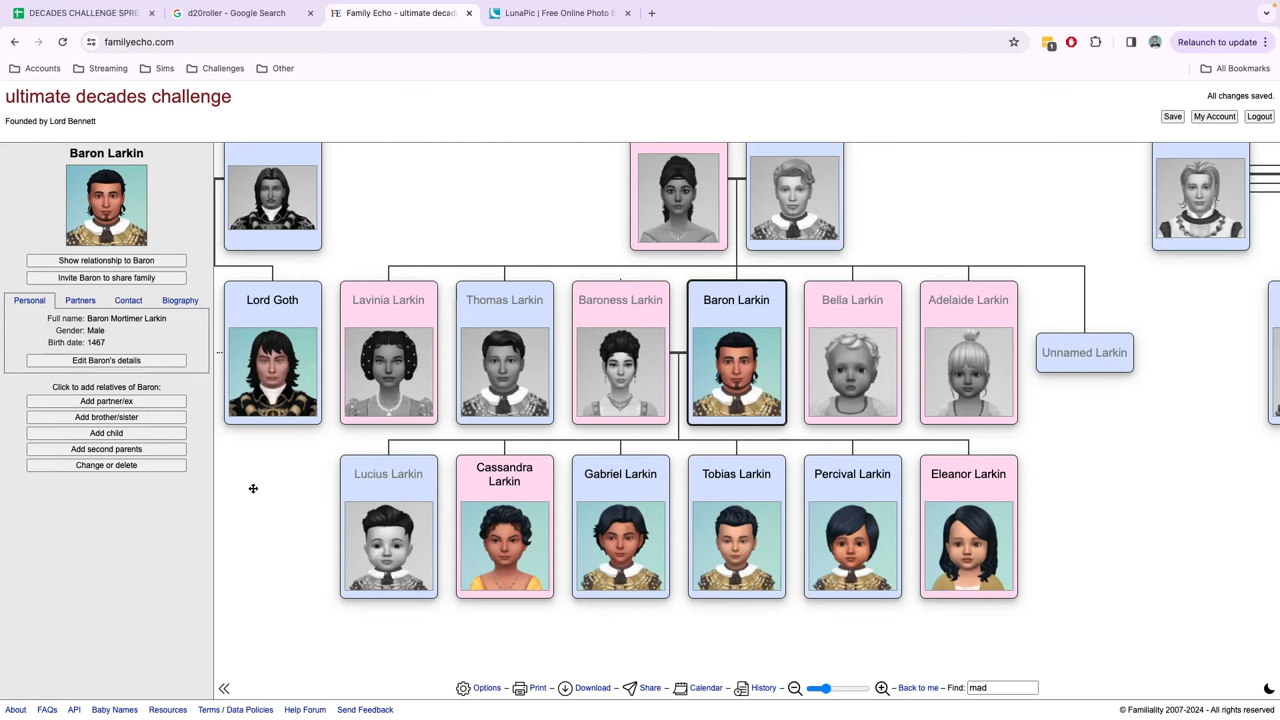 DECADES CHALLENGE SPRE
d20roller - Google Search
FE Family Echo - ultimate decade
LunaPic | Free Online Photo E
familyecho.com
1
Relaunch to update
Accounts
Streaming
Sims
Challenges
Other
All Bookmarks
ultimate decades challenge
All changes saved.
Founded by Lord Bennett
Save
My Account
Logout
Baron Larkin
Show relationship to Baron
Invite Baron to share family
Personal
Partners
Contact
Biography
Full name: Baron Mortimer Larkin
Gender: Male
Birth date: 1467
Edit Baron's details
Click to add relatives of Baron:
Add partner/ex
Add brother/sister
Add child
Add second parents
Change or delete
Lord Goth
Lavinia Larkin
Thomas Larkin
Baroness Larkin
Baron Larkin
Bella Larkin
Adelaide Larkin
Unnamed Larkin
Lucius Larkin
Cassandra
Larkin
Gabriel Larkin
Tobias Larkin
Percival Larkin
Eleanor Larkin
Options – Print – Download – Share – Calendar – History – Back to me – Find: mad
About FAQs API Baby Names Resources Terms / Data Policies Help Forum Send Feedback
© Familiality 2007-2024 - All rights reserved